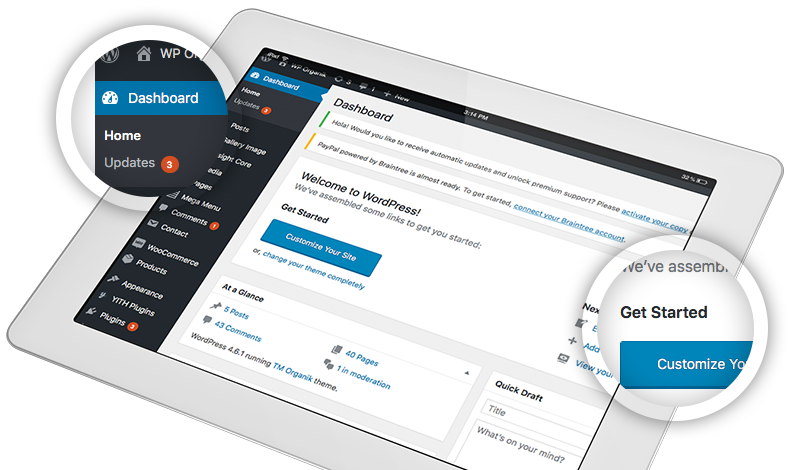 WP Or
Dashboard
Home
Updates 3
iPad
3:14 PM
32 %
WP Organik 3 1 New
Dashboard
Home
Updates 3
Posts
Gallery Image
Insight Core
Media
Pages
Mega Menu
Comments 1
Contact
WooCommerce
Products
Appearance
YITH Plugins
Plugins 3
Dashboard
Hola! Would you like to receive automatic updates and unlock premium support? Please activate your copy
PayPal powered by Braintree is almost ready. To get started, connect your Braintree account.
Welcome to WordPress!
We've assembled some links to get you started:
Get Started
Customize Your Site
or, change your theme completely
Nex
Add
View your
At a Glance
5 Posts
40 Pages
43 Comments
1 in moderation
WordPress 4.6.1 running TM Organik theme.
Quick Draft
Title
What's on your mind?
We've assembl
Get Started
Customize Yo